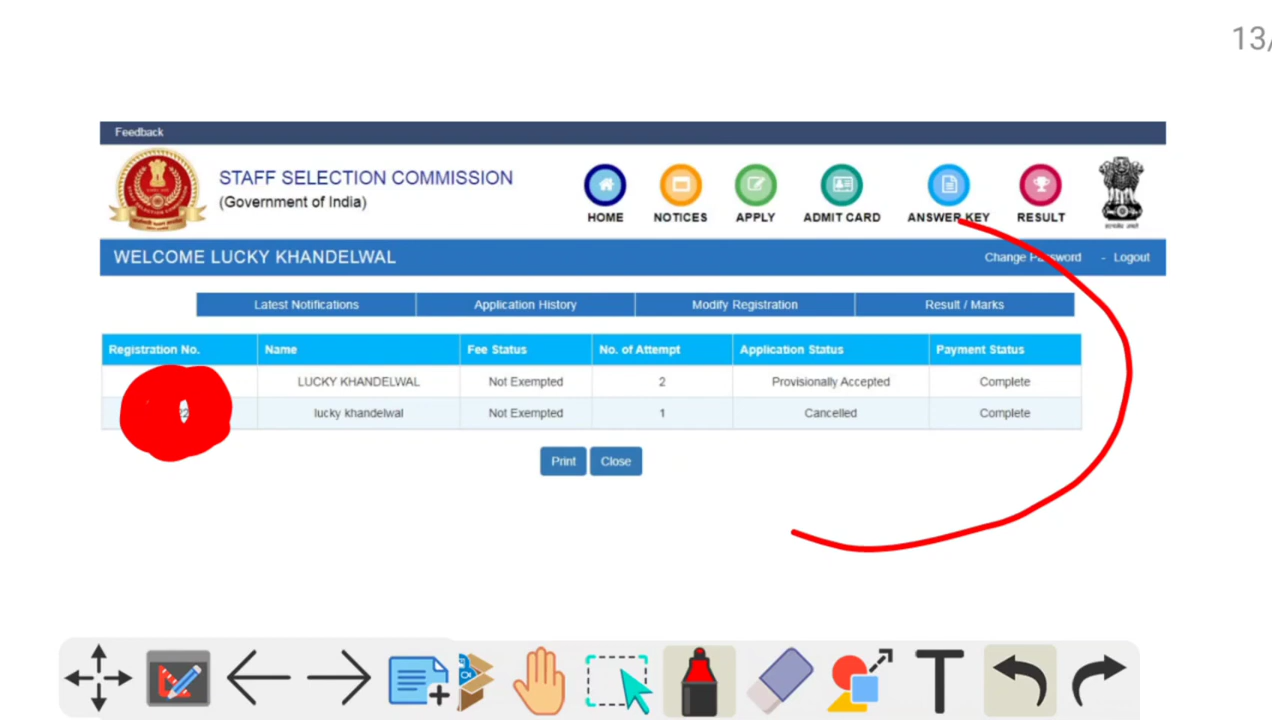 13/
Feedback
STAFF SELECTION COMMISSION
(Government of India)
HOME NOTICES APPLY ADMIT CARD ANSWER KEY RESULT
WELCOME LUCKY KHANDELWAL
Change Password - Logout
Latest Notifications Application History Modify Registration Result / Marks
Registration No. Name Fee Status No. of Attempt Application Status Payment Status
LUCKY KHANDELWAL Not Exempted 2 Provisionally Accepted Complete
lucky khandelwal Not Exempted 1 Cancelled Complete
Print Close